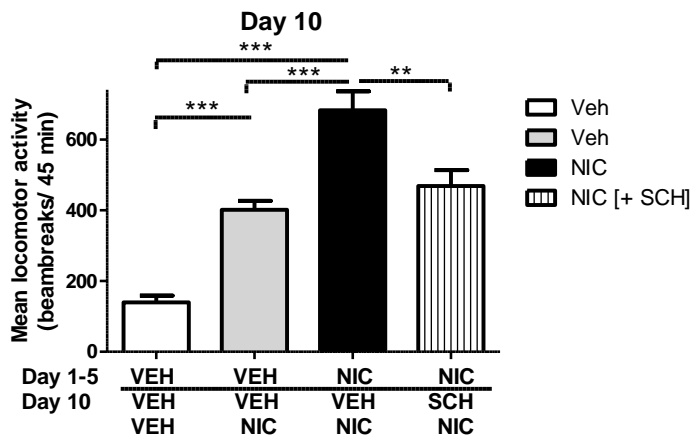 Day 10
***
*** **
***
Mean locomotor activity
(beambreaks/ 45 min)
600
400
200
0
Veh
Veh
NIC
NIC [+ SCH]
Day 1-5 VEH VEH NIC NIC
Day 10 VEH VEH VEH SCH
VEH NIC NIC NIC